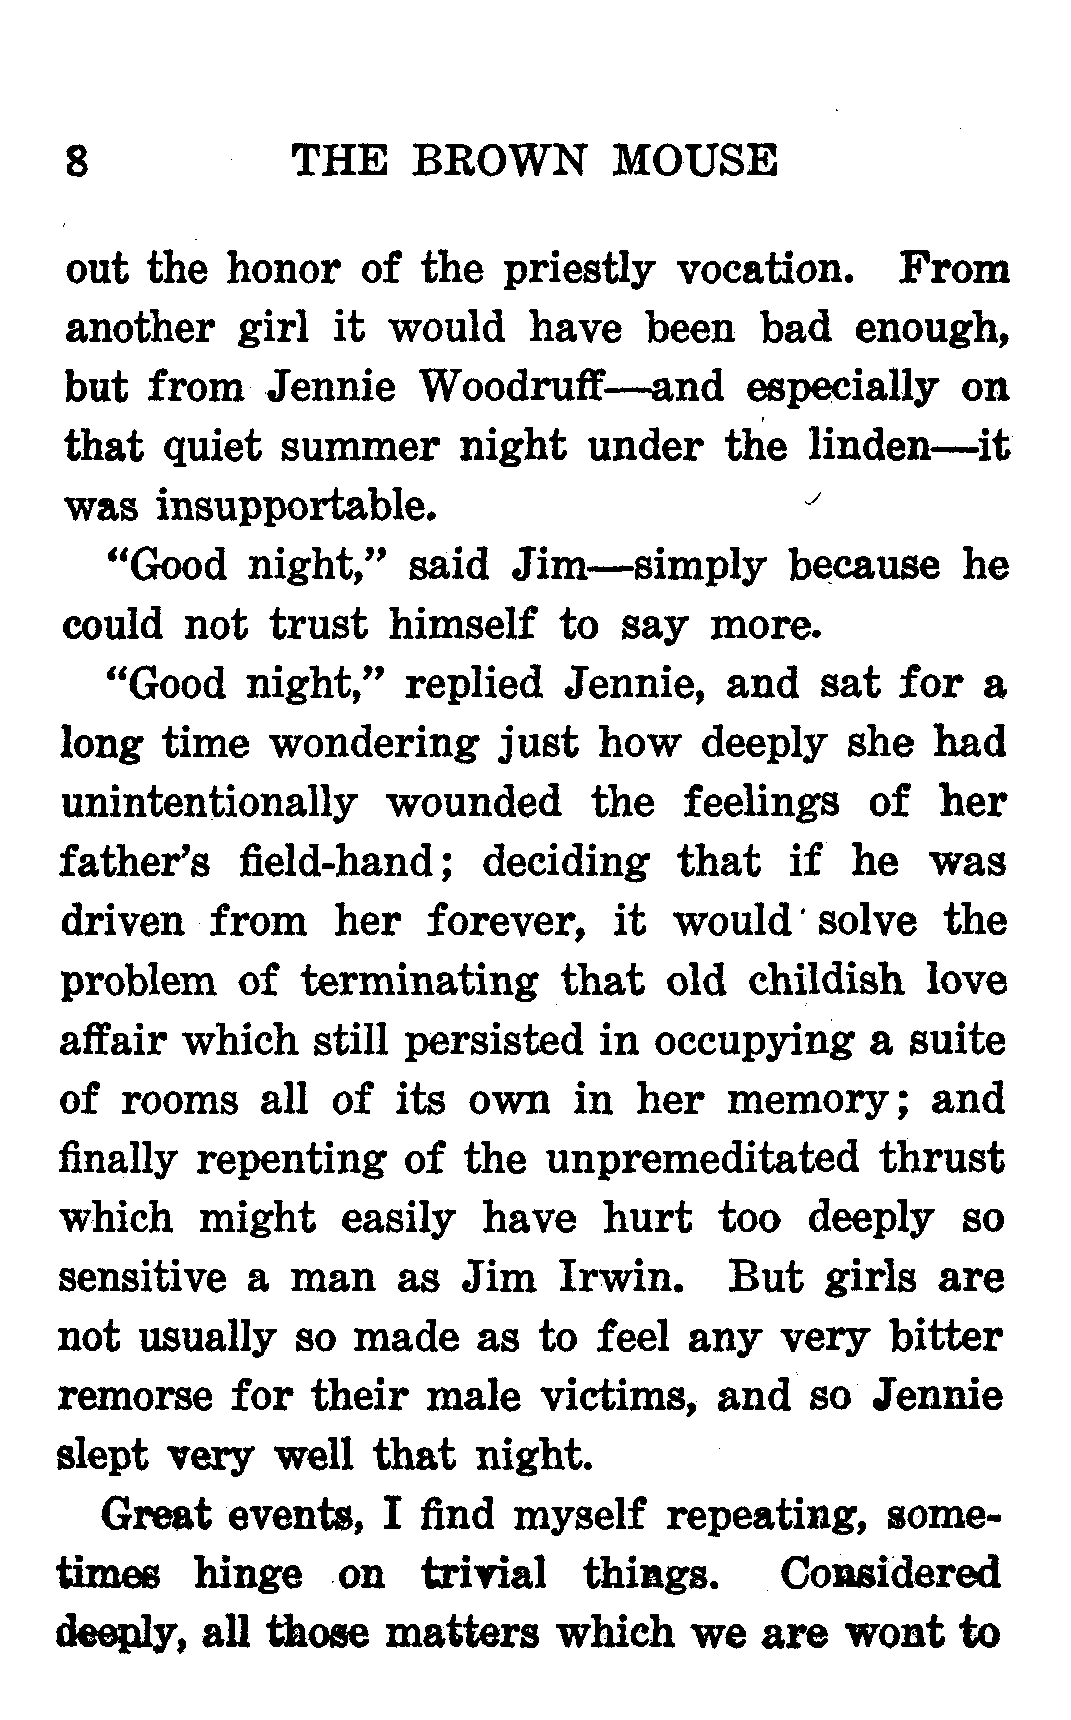 8 THE BROWN MOUSE
out the honor of the priestly vocation. From
another girl it would have been bad enough,
but from Jennie Woodruff—and especially on
that quiet summer night under the linden—it
was insupportable.
“Good night,” said Jim—simply because he
could not trust himself to say more.
“Good night,” replied Jennie, and sat for a
long time wondering just how deeply she had
unintentionally wounded the feelings of her
father’s field-hand; deciding that if he was
driven from her forever, it would solve the
problem of terminating that old childish love
affair which still persisted in occupying a suite
of rooms all of its own in her memory; and
finally repenting of the unpremeditated thrust
which might easily have hurt too deeply so
sensitive a man as Jim Irwin. But girls are
not usually so made as to feel any very bitter
remorse for their male victims, and so Jennie
slept very well that night.
Great events, I find myself repeating, some-
times hinge on trivial things. Considered
deeply, all those matters which we are wont to